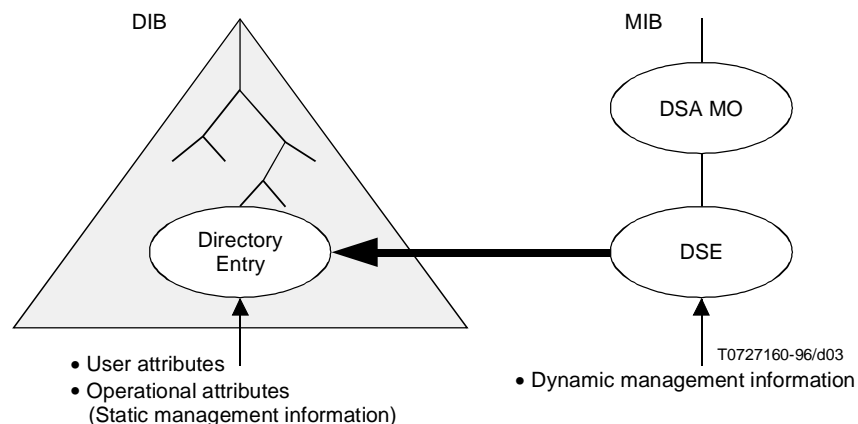 DIB
MIB
DSA MO
Directory
Entry
DSE
T0727160-96/d03
• User attributes
• Operational attributes
(Static management information)
• Dynamic management information